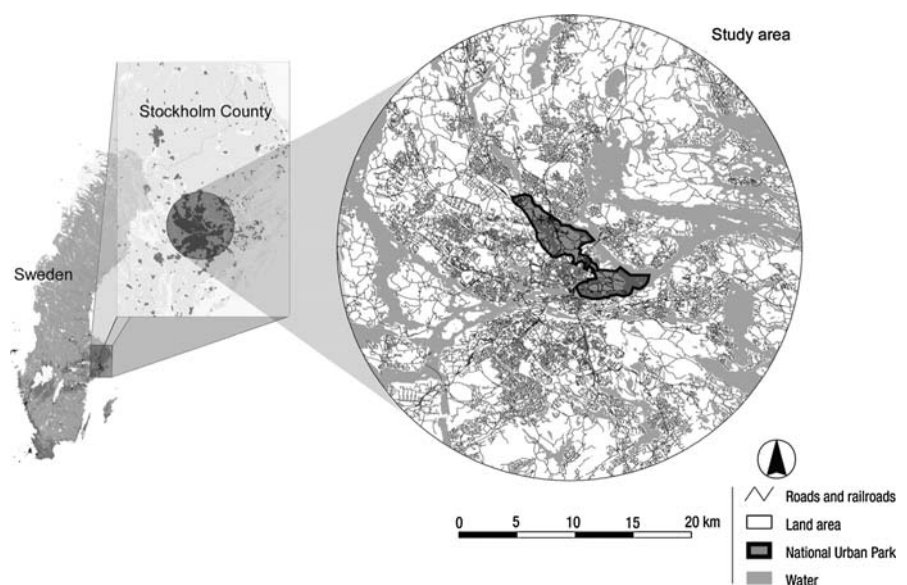 Study area
Stockholm County
Sweden
Roads and railroads
Land area
0 5 10 15 20 km
National Urban Park
Water